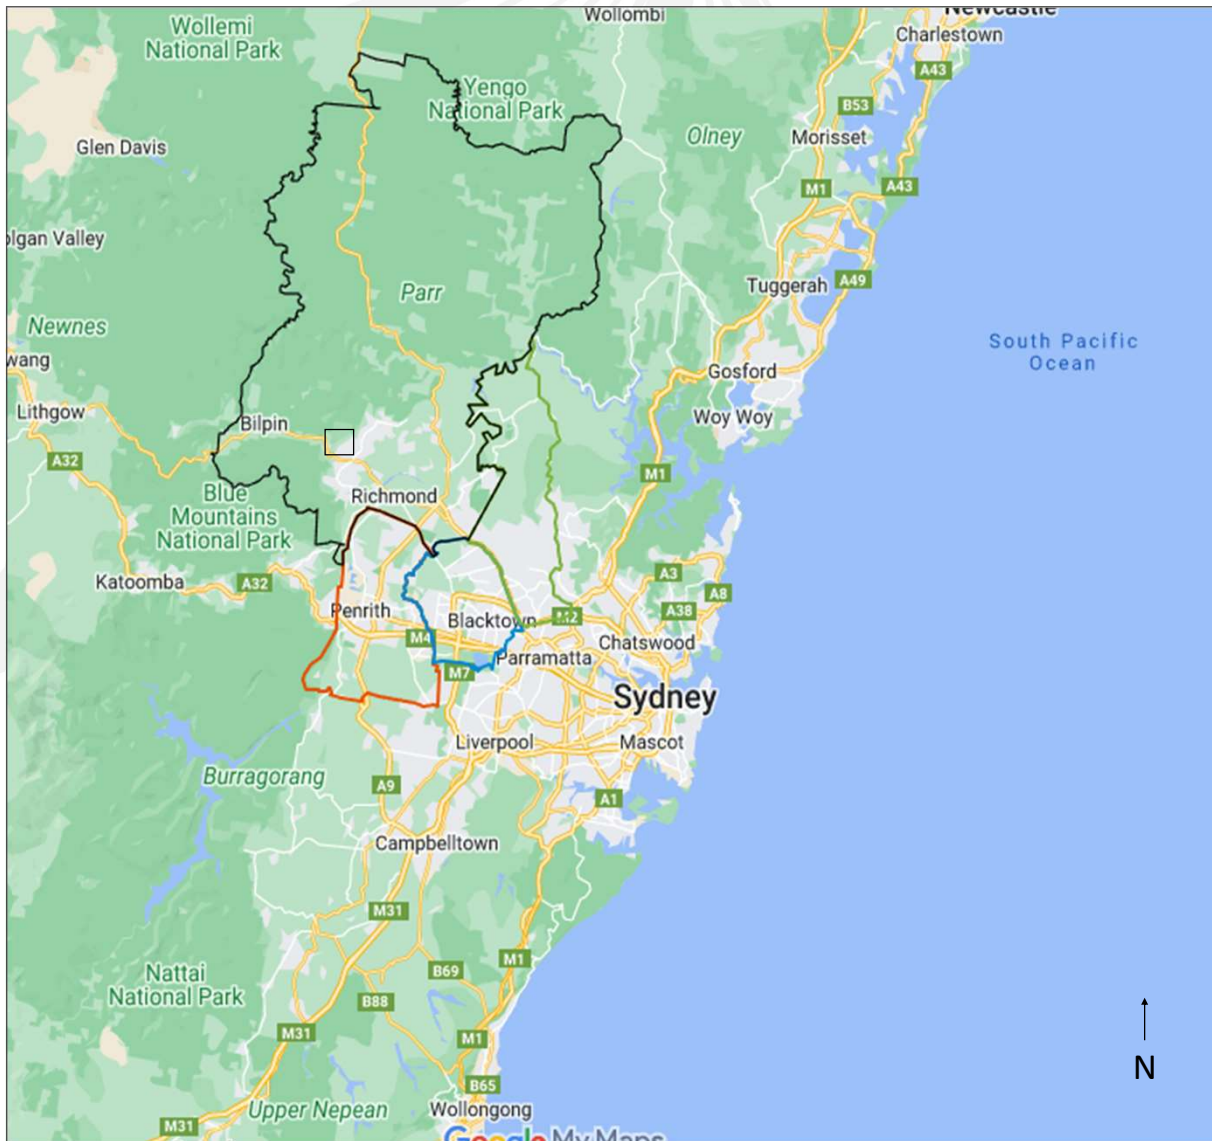 Wollombi
Newcastle
Wollemi
National Park
Charlestown
A43
Yengo
National Park
B53
Glen Davis
Olney
Morisset
M1
A43
olgan Valley
Tuggerah
A49
Parr
Newnes
South Pacific
Ocean
wang
Gosford
Lithgow
Bilpin
Woy Woy
A32
M1
Blue
Mountains
National Park
Richmond
Katoomba
A32
A3
A8
Penrith
A38
Blacktown
M2
M4
Chatswood
Parramatta
M7
Sydney
Liverpool
Mascot
Burragorang
A9
A1
Campbelltown
M31
Nattai
National Park
B69
M1
B88
M31
M1
N
B65
Upper Nepean
Wollongong
M31
Google My Maps